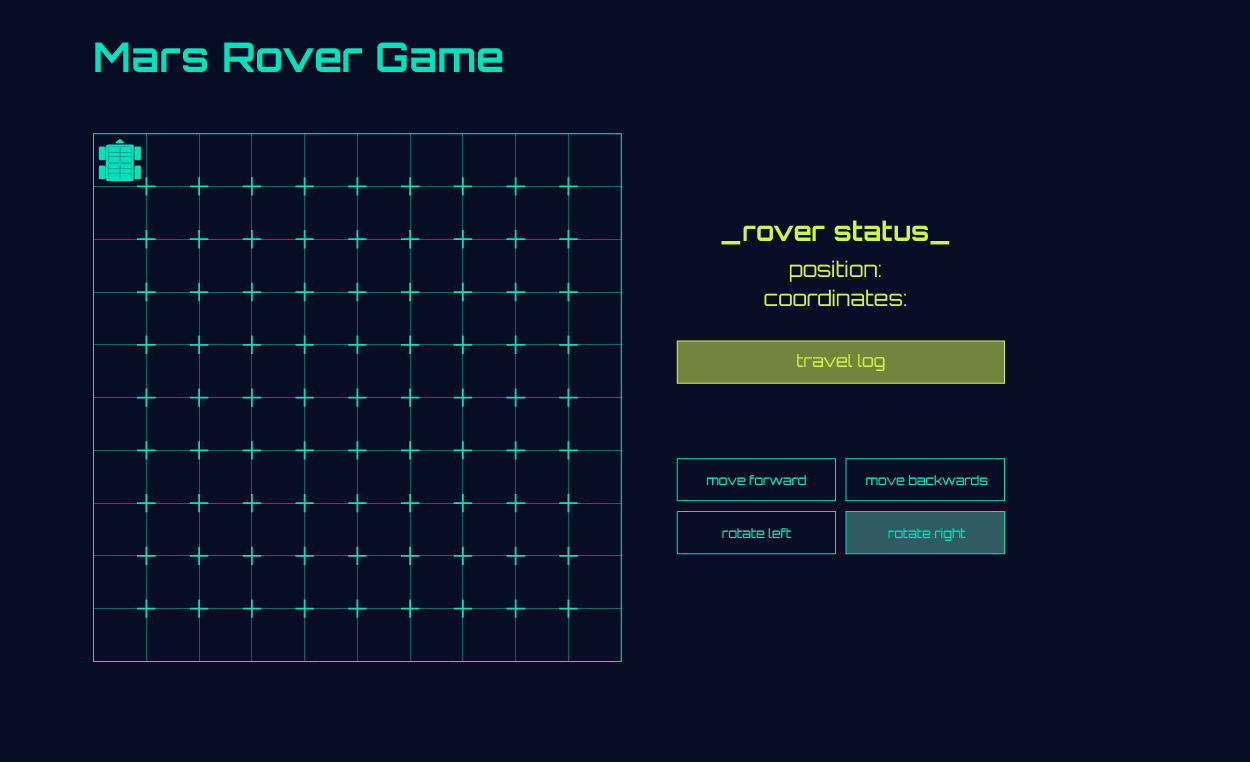 Mars Rover Game
_rover status_
position:
coordinates:
travel log
move forward
move backwards
rotate left
rotate right